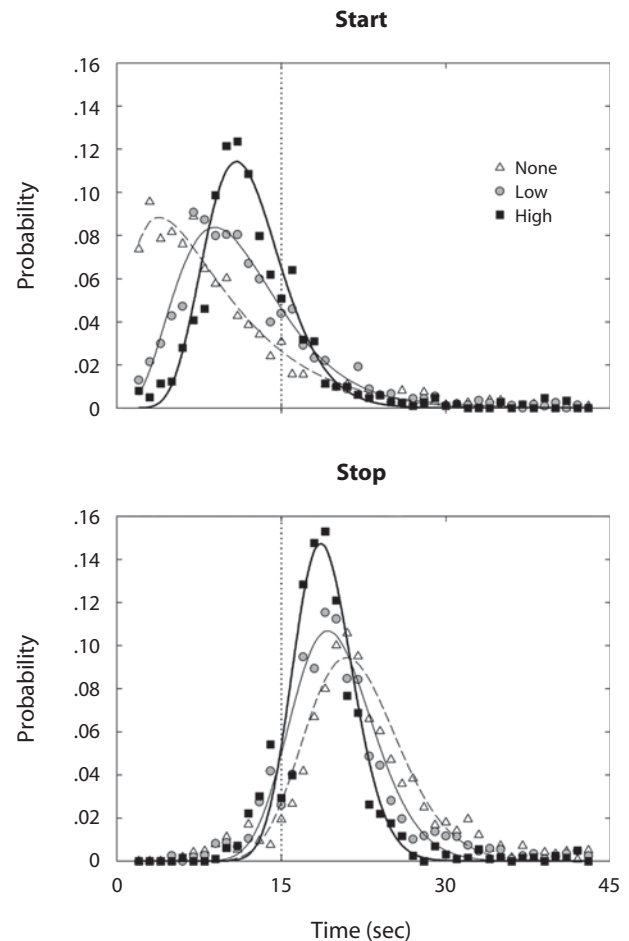 Start
.16
.14
.12
.10
.08
.06
.04
.02
0
Probability
None
Low
High
Stop
.16
.14
.12
.10
.08
.06
.04
.02
0
Probability
0 15 30 45
Time (sec)